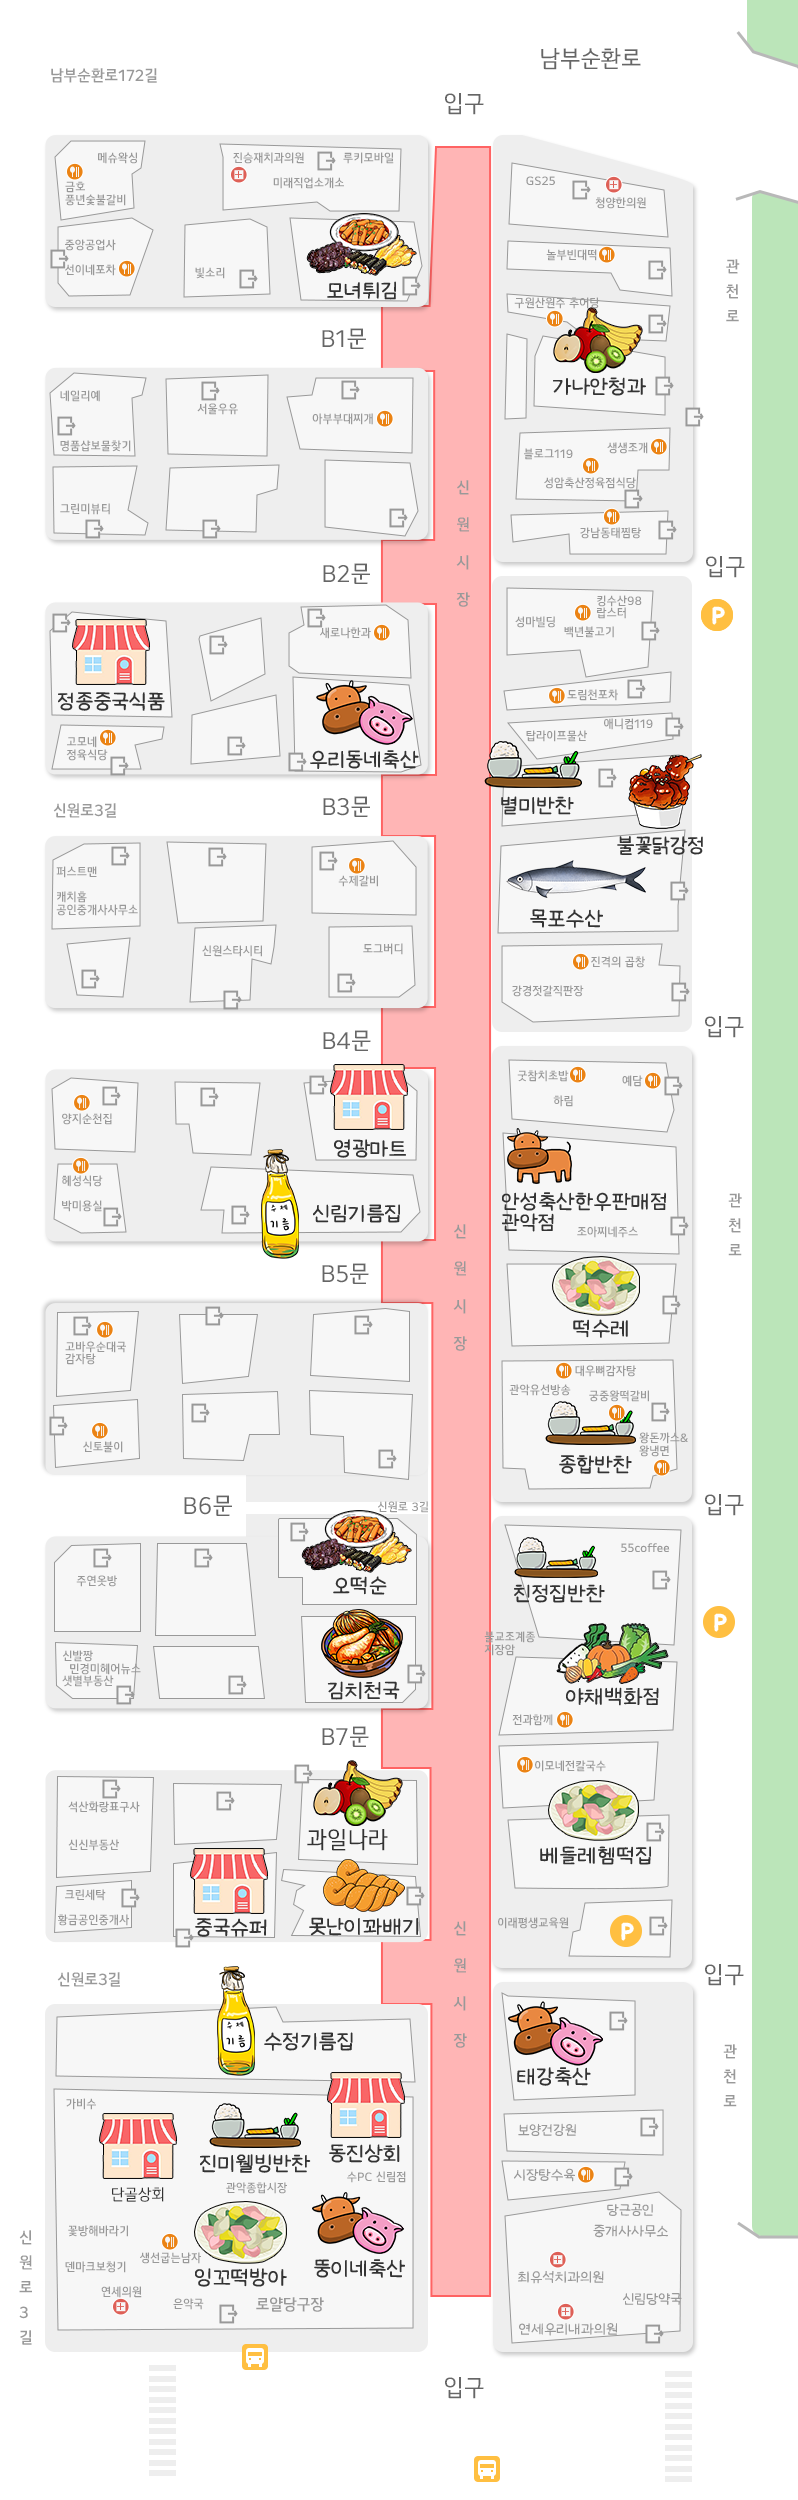 남부순환로172길
남부순환로
입구
메슈왁싱
금호
풍년숯불갈비
진승재치과의원
루키모바일
미래직업소개소
중앙공업사
선이네포차
빛소리
모녀튀김
GS25
청양한의원
놀부빈대떡
구원산원주 추어탕
가나안청과
관천로
B1문
네일리예
명품샵보물찾기
서울우유
아부부대찌개
그린미뷰티
블로그119
생생조개
성암축산정육점식당
강남동태찜탕
신원시장
B2문
입구
P
정종중국식품
고모네
정육식당
새로나한과
우리동네축산
성마빌딩
킹수산98
랍스터
백년불고기
도림천포차
애니컴119
탑라이프물산
별미반찬
불꽃닭강정
목포수산
진격의 곱창
강경젓갈직판장
신원로3길
B3문
퍼스트맨
캐치홈
공인중개사사무소
수제갈비
신원스타시티
도그버디
B4문
입구
양지순천집
혜성식당
박미용실
영광마트
수제
기름
신림기름집
굿참치초밥
예담
하림
안성축산한우판매점
관악점
조아찌네주스
떡수레
대우뼈감자탕
관악유선방송
궁중왕떡갈비
종합반찬
왕돈까스&
왕냉면
신원시장
관천로
B5문
고바우순대국
감자탕
신토불이
B6문
신원로 3길
입구
주연옷방
오떡순
신발짱
민경미헤어뉴스
샛별부동산
김치천국
55coffee
친정집반찬
불교조계종
지장암
야채백화점
전과함께
P
B7문
석산화랑표구사
신신부동산
크린세탁
황금공인중개사
과일나라
중국슈퍼
못난이꽈배기
이모네전칼국수
베들레헴떡집
이래평생교육원
P
신원시장
신원로3길
입구
수제
기름
수정기름집
가비수
단골상회
진미웰빙반찬
동진상회
수PC 신림점
관악종합시장
꽃방해바라기
생선굽는남자
덴마크보청기
잉꼬떡방아
뚱이네축산
연세의원
은약국
로얄당구장
태강축산
보양건강원
시장탕수육
당근공인
중개사사무소
최유석치과의원
신림당약국
연세우리내과의원
관천로
신원로3길
입구